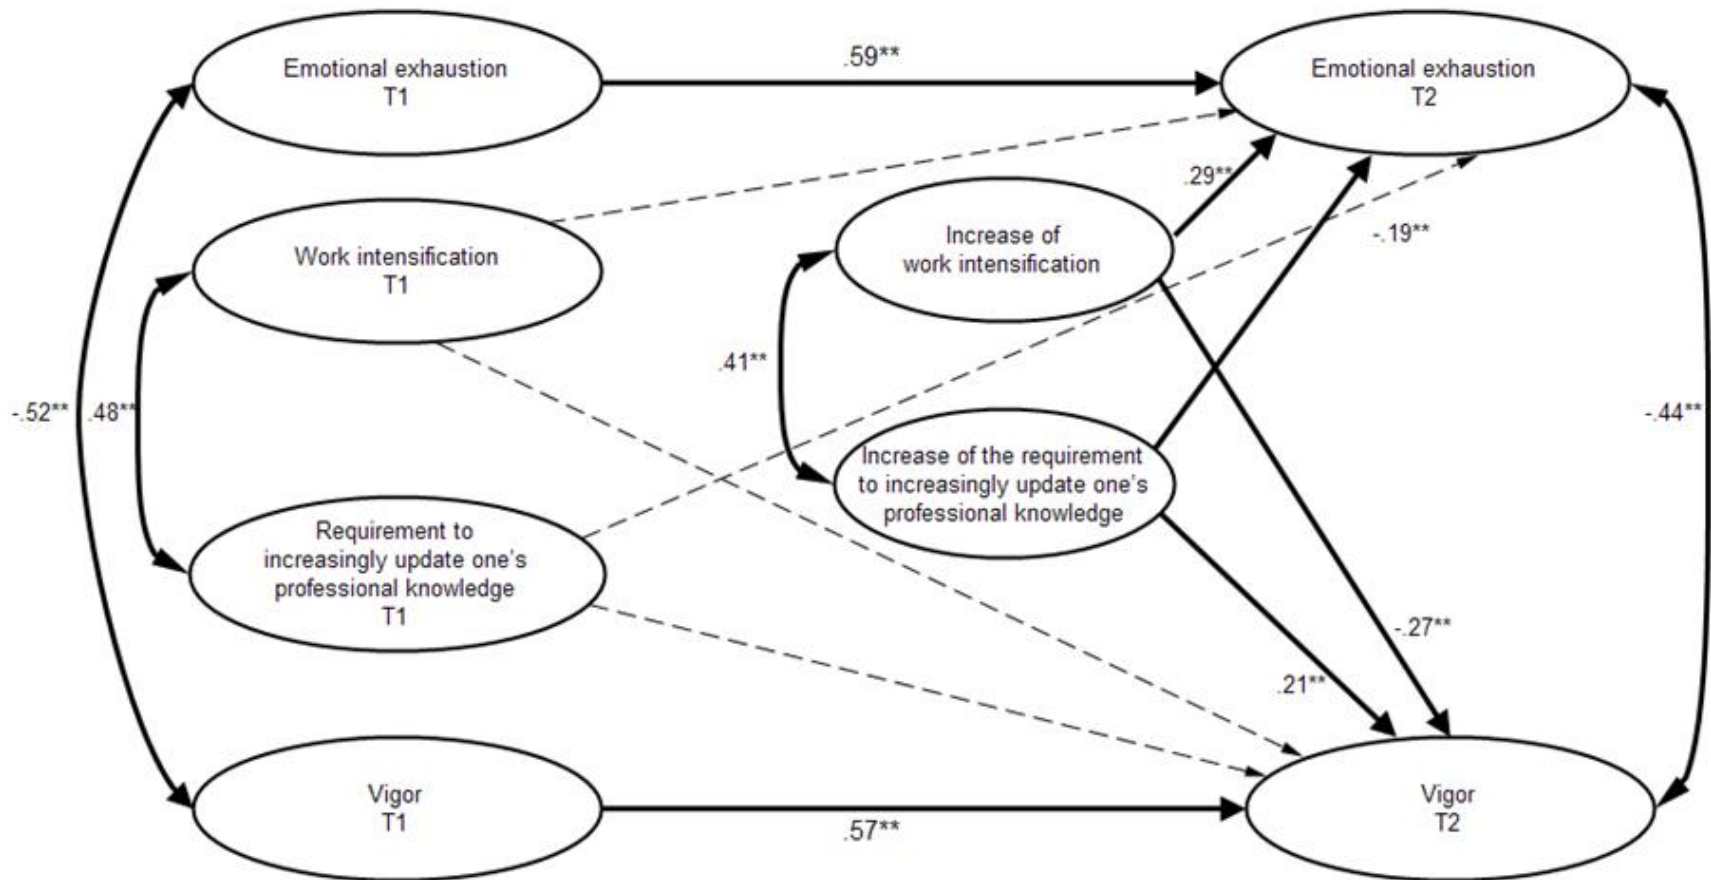 Emotional exhaustion
T1
.59**
Emotional exhaustion
T2
Work intensification
T1
Increase of
work intensification
.29**
-.19**
.41**
-.52**
.48**
-.44**
Increase of the requirement
to increasingly update one's
professional knowledge
Requirement to
increasingly update one's
professional knowledge
T1
-.27**
.21**
Vigor
T1
.57**
Vigor
T2